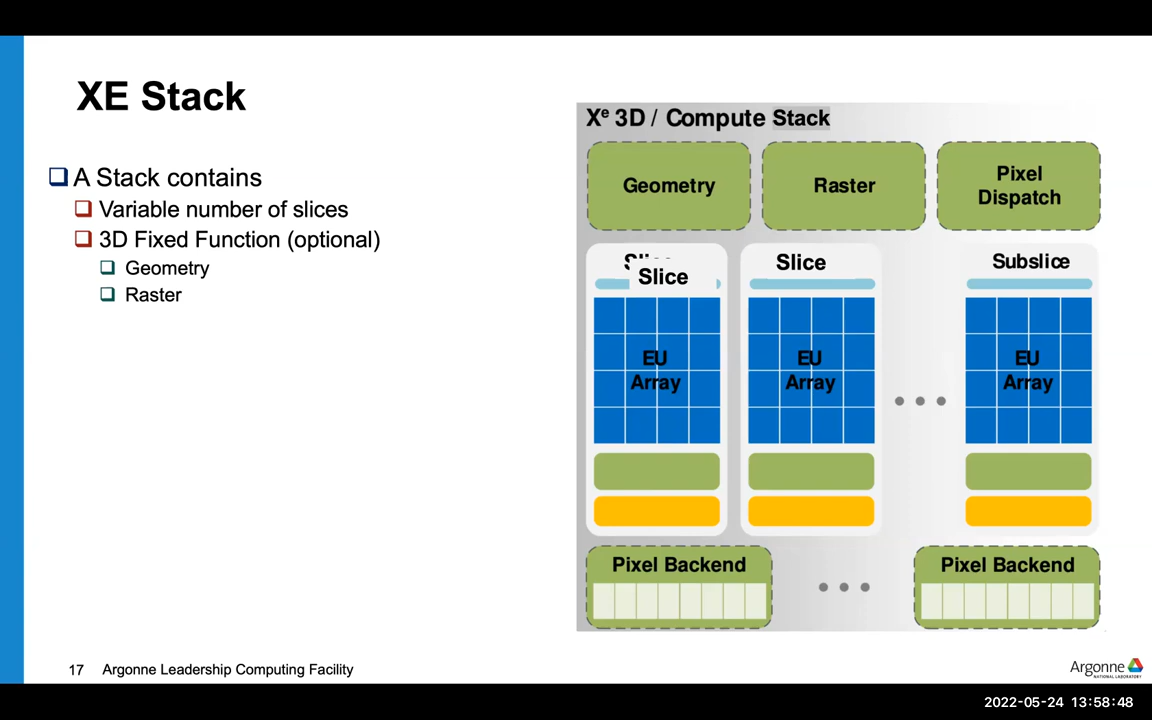 XE Stack
A Stack contains
Variable number of slices
3D Fixed Function (optional)
Geometry
Raster
Xᵉ 3D / Compute Stack
Geometry
Raster
Pixel
Dispatch
Slice
Slice
Subslice
EU
Array
EU
Array
EU
Array
Pixel Backend
Pixel Backend
17 Argonne Leadership Computing Facility
Argonne
NATIONAL LABORATORY
2022-05-24 13:58:48